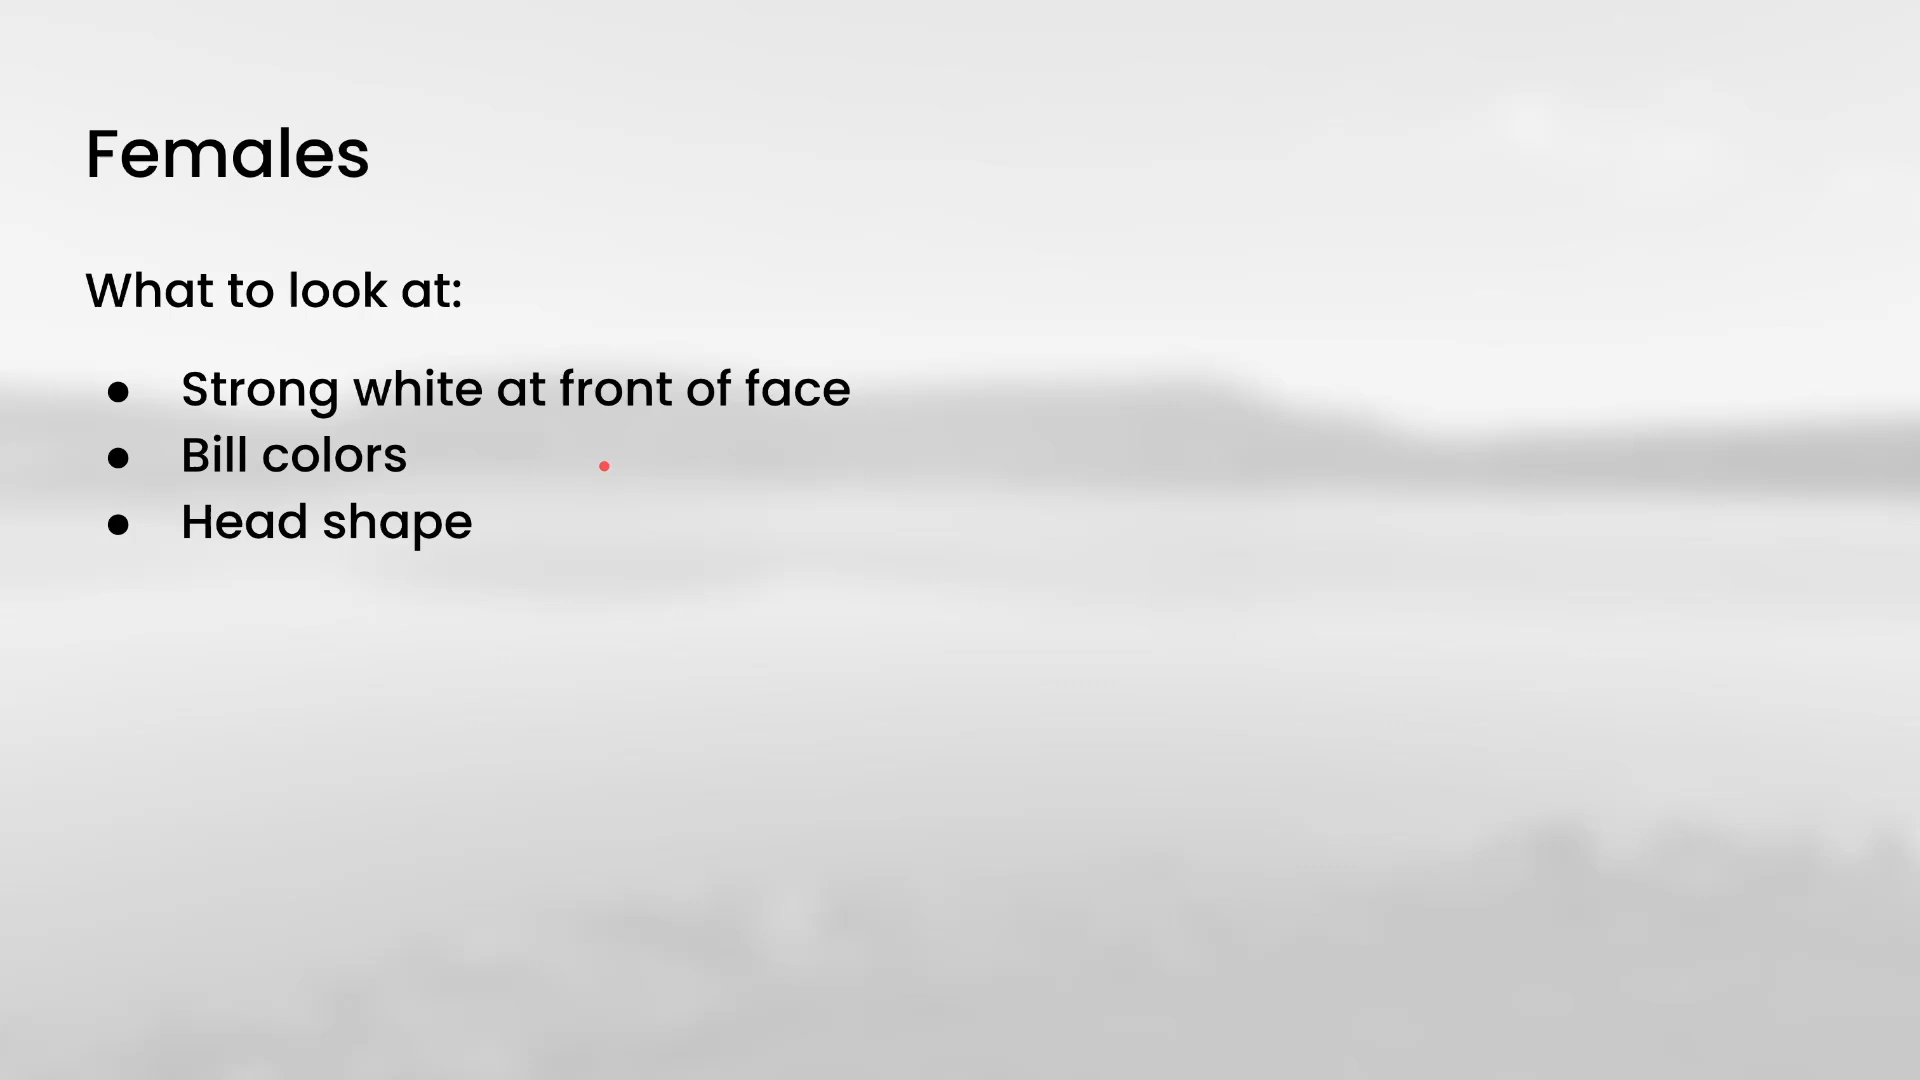 Females
What to look at:
● Strong white at front of face
● Bill colors
● Head shape